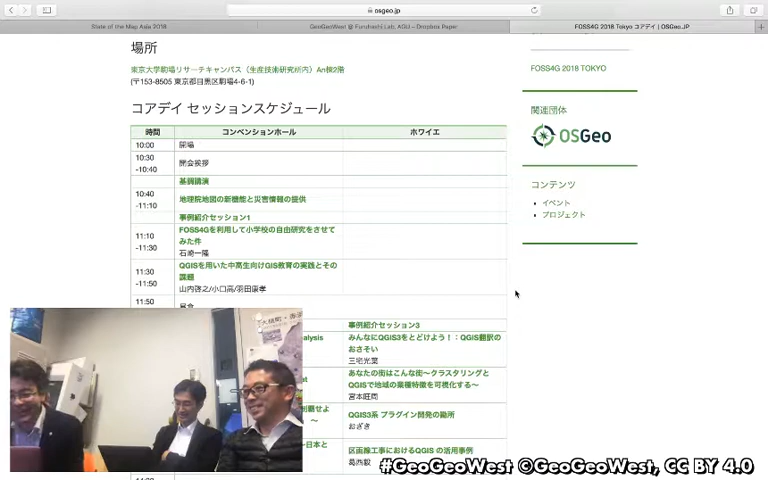 osgeo.jp
State of the Map Asia 2018
GeoGeoWest @ Furuhashi Lab, AGU – Dropbox Paper
FOSS4G 2018 Tokyo コアデイ | OSGeo.JP
場所
東京大学駒場リサーチキャンパス（生産技術研究所内）An棟2階
(〒153-8505 東京都目黒区駒場4-6-1)
コアデイ セッションスケジュール
時間 コンベンションホール ホワイエ
10:00 開場
10:30
-10:40 開会挨拶
基調講演
10:40
-11:10 地理院地図の新機能と災害情報の提供
事例紹介セッション1
11:10
-11:30 FOSS4Gを利用して小学校の自由研究をさせて
みた件
石崎一隆
11:30
-11:50 QGISを用いた中高生向けGIS教育の実践とその
課題
山内啓之/小口高/羽田康孝
11:50 昼食
事例紹介セッション3
alysis みんなにQGIS3をとどけよう！：QGIS翻訳の
おさそい
三宅光葉
あなたの街はこんな街〜クラスタリングと
QGISで地域の業種特徴を可視化する〜
宮本旺周
QGIS3系 プラグイン開発の勘所
おざき
区画線工事におけるQGIS の活用事例
葛西毅
FOSS4G 2018 TOKYO
関連団体
OSGeo
コンテンツ
イベント
プロジェクト
#GeoGeoWest ©GeoGeoWest, CC BY 4.0